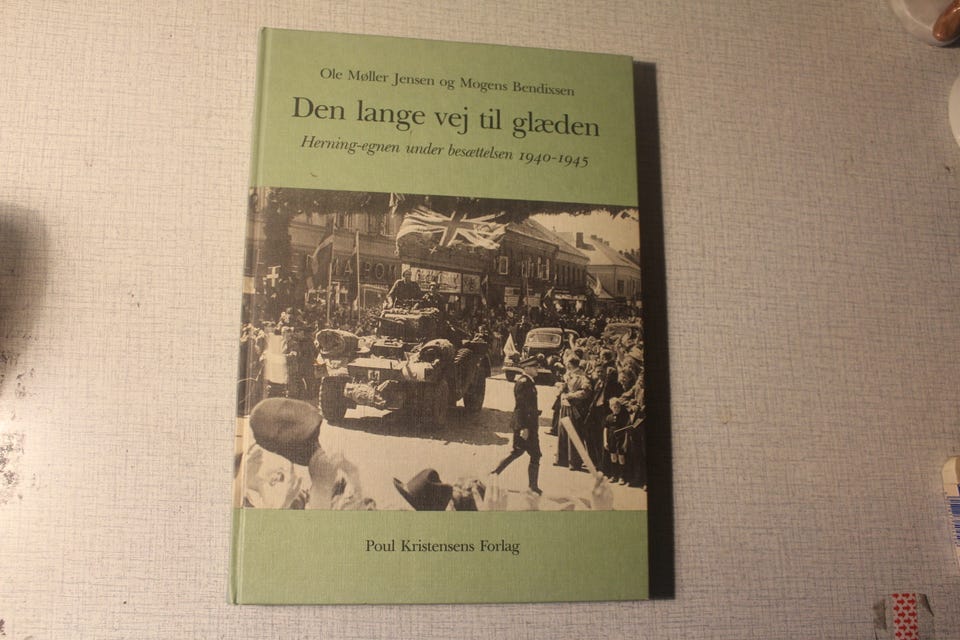 Ole Møller Jensen og Mogens Bendixsen
Den lange vej til glæden
Herning-egnen under besættelsen 1940-1945
Poul Kristensens Forlag